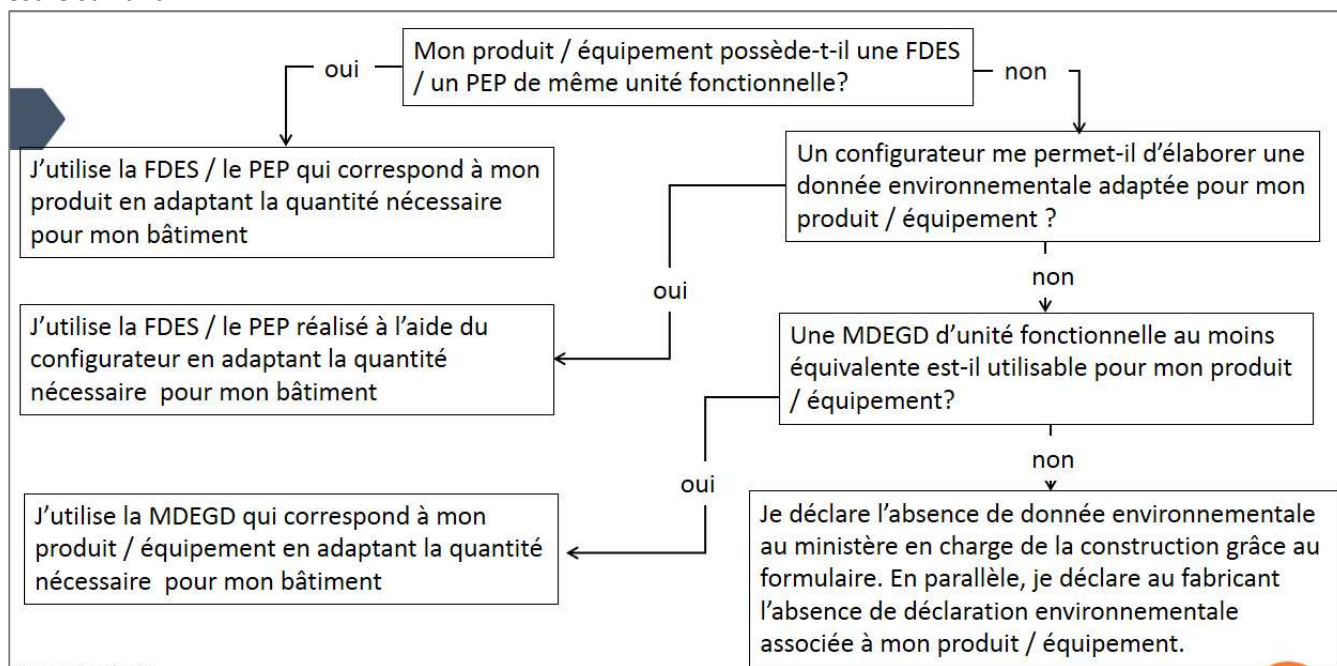 Mon produit / équipement possède-t-il une FDES
/ un PEP de même unité fonctionnelle?
oui
non
J'utilise la FDES / le PEP qui correspond à mon
produit en adaptant la quantité nécessaire
pour mon bâtiment
Un configurateur me permet-il d'élaborer une
donnée environnementale adaptée pour mon
produit / équipement ?
oui
non
J'utilise la FDES / le PEP réalisé à l'aide du
configurateur en adaptant la quantité
nécessaire pour mon bâtiment
Une MDEGD d'unité fonctionnelle au moins
équivalente est-il utilisable pour mon produit
/ équipement?
oui
non
J'utilise la MDEGD qui correspond à mon
produit / équipement en adaptant la quantité
nécessaire pour mon bâtiment
Je déclare l'absence de donnée environnementale
au ministère en charge de la construction grâce au
formulaire. En parallèle, je déclare au fabricant
l'absence de déclaration environnementale
associée à mon produit / équipement.